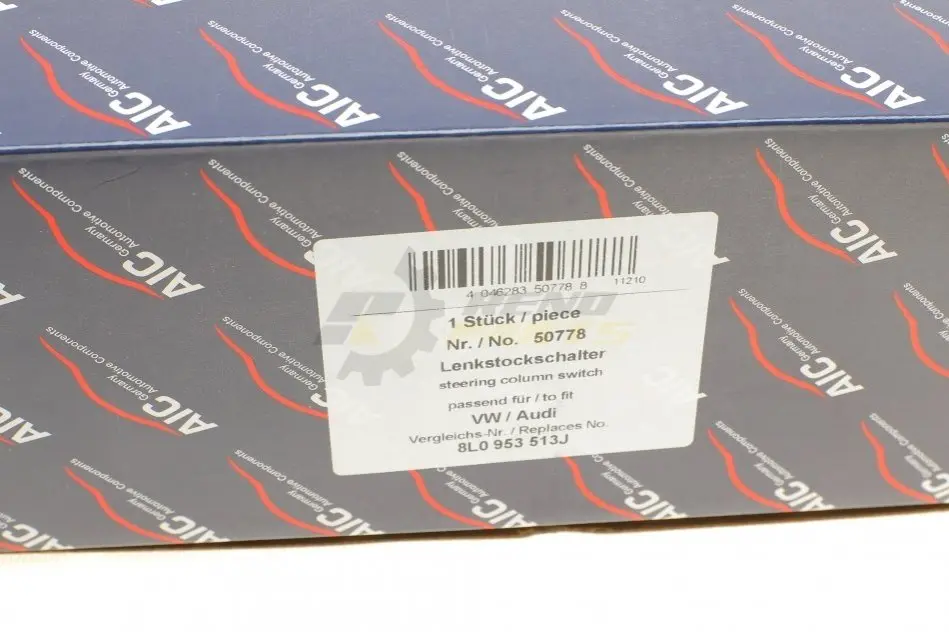 AIC Germany
Automotive Components
4 046283 50778 8
11210
1 Stück / piece
Nr. / No. 50778
Lenkstockschalter
steering column switch
passend für / to fit
VW / Audi
Vergleichs-Nr. / Replaces No.
8L0 953 513J